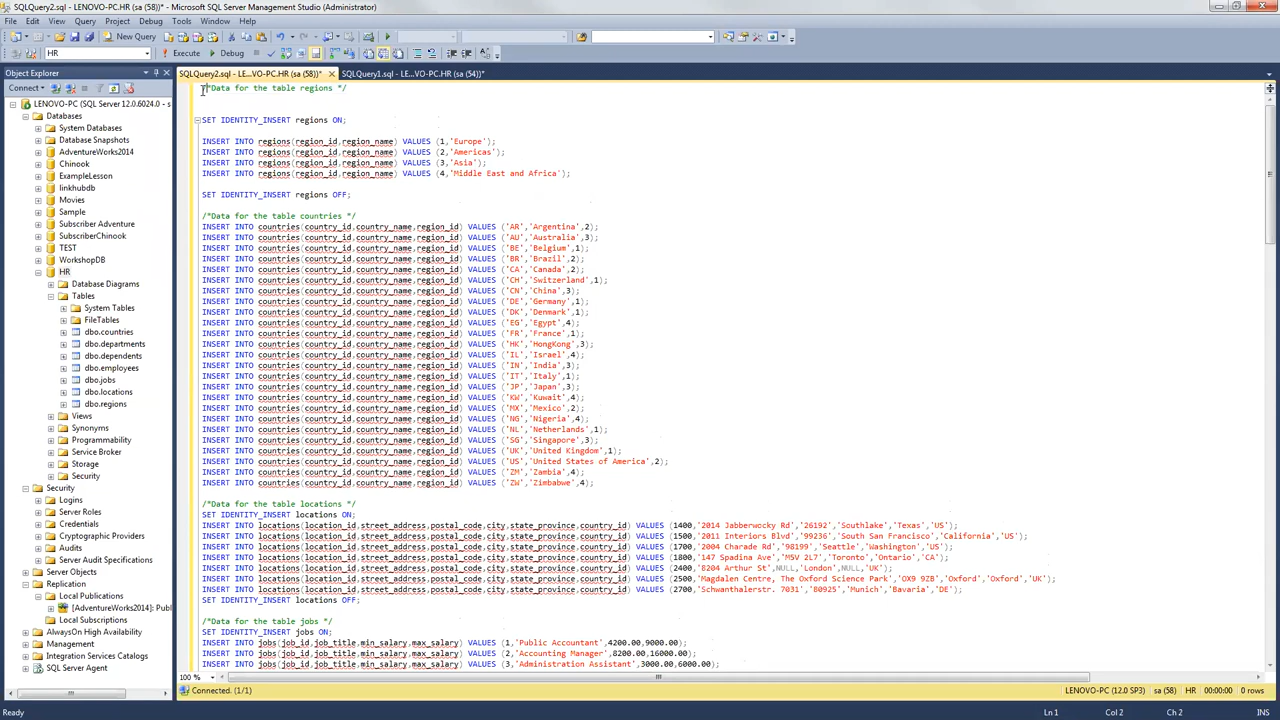 SQLQuery2.sql - LENOVO-PC.HR (sa (58))* - Microsoft SQL Server Management Studio (Administrator)
File Edit View Query Project Debug Tools Window Help
New Query
HR Execute Debug
Object Explorer
SQLQuery2.sql - LE...VO-PC.HR (sa (58))* SQLQuery1.sql - LE...VO-PC.HR (sa (54))*
Connect
LENOVO-PC (SQL Server 12.0.6024.0 - s
Databases
System Databases
Database Snapshots
AdventureWorks2014
Chinook
ExampleLesson
linkhubdb
Movies
Sample
Subscriber Adventure
SubscriberChinook
TEST
WorkshopDB
HR
Database Diagrams
Tables
System Tables
FileTables
dbo.countries
dbo.departments
dbo.dependents
dbo.employees
dbo.jobs
dbo.locations
dbo.regions
Views
Synonyms
Programmability
Service Broker
Storage
Security
Security
Logins
Server Roles
Credentials
Cryptographic Providers
Audits
Server Audit Specifications
Server Objects
Replication
Local Publications
[AdventureWorks2014]: Publ
Local Subscriptions
AlwaysOn High Availability
Management
Integration Services Catalogs
SQL Server Agent
/*Data for the table regions */
SET IDENTITY_INSERT regions ON;
INSERT INTO regions(region_id,region_name) VALUES (1,'Europe');
INSERT INTO regions(region_id,region_name) VALUES (2,'Americas');
INSERT INTO regions(region_id,region_name) VALUES (3,'Asia');
INSERT INTO regions(region_id,region_name) VALUES (4,'Middle East and Africa');
SET IDENTITY_INSERT regions OFF;
/*Data for the table countries */
INSERT INTO countries(country_id,country_name,region_id) VALUES ('AR','Argentina',2);
INSERT INTO countries(country_id,country_name,region_id) VALUES ('AU','Australia',3);
INSERT INTO countries(country_id,country_name,region_id) VALUES ('BE','Belgium',1);
INSERT INTO countries(country_id,country_name,region_id) VALUES ('BR','Brazil',2);
INSERT INTO countries(country_id,country_name,region_id) VALUES ('CA','Canada',2);
INSERT INTO countries(country_id,country_name,region_id) VALUES ('CH','Switzerland',1);
INSERT INTO countries(country_id,country_name,region_id) VALUES ('CN','China',3);
INSERT INTO countries(country_id,country_name,region_id) VALUES ('DE','Germany',1);
INSERT INTO countries(country_id,country_name,region_id) VALUES ('DK','Denmark',1);
INSERT INTO countries(country_id,country_name,region_id) VALUES ('EG','Egypt',4);
INSERT INTO countries(country_id,country_name,region_id) VALUES ('FR','France',1);
INSERT INTO countries(country_id,country_name,region_id) VALUES ('HK','HongKong',3);
INSERT INTO countries(country_id,country_name,region_id) VALUES ('IL','Israel',4);
INSERT INTO countries(country_id,country_name,region_id) VALUES ('IN','India',3);
INSERT INTO countries(country_id,country_name,region_id) VALUES ('IT','Italy',1);
INSERT INTO countries(country_id,country_name,region_id) VALUES ('JP','Japan',3);
INSERT INTO countries(country_id,country_name,region_id) VALUES ('KW','Kuwait',4);
INSERT INTO countries(country_id,country_name,region_id) VALUES ('MX','Mexico',2);
INSERT INTO countries(country_id,country_name,region_id) VALUES ('NG','Nigeria',4);
INSERT INTO countries(country_id,country_name,region_id) VALUES ('NL','Netherlands',1);
INSERT INTO countries(country_id,country_name,region_id) VALUES ('SG','Singapore',3);
INSERT INTO countries(country_id,country_name,region_id) VALUES ('UK','United Kingdom',1);
INSERT INTO countries(country_id,country_name,region_id) VALUES ('US','United States of America',2);
INSERT INTO countries(country_id,country_name,region_id) VALUES ('ZM','Zambia',4);
INSERT INTO countries(country_id,country_name,region_id) VALUES ('ZW','Zimbabwe',4);
/*Data for the table locations */
SET IDENTITY_INSERT locations ON;
INSERT INTO locations(location_id,street_address,postal_code,city,state_province,country_id) VALUES (1400,'2014 Jabberwocky Rd','26192','Southlake','Texas','US');
INSERT INTO locations(location_id,street_address,postal_code,city,state_province,country_id) VALUES (1500,'2011 Interiors Blvd','99236','South San Francisco','California','US');
INSERT INTO locations(location_id,street_address,postal_code,city,state_province,country_id) VALUES (1700,'2004 Charade Rd','98199','Seattle','Washington','US');
INSERT INTO locations(location_id,street_address,postal_code,city,state_province,country_id) VALUES (1800,'147 Spadina Ave','M5V 2L7','Toronto','Ontario','CA');
INSERT INTO locations(location_id,street_address,postal_code,city,state_province,country_id) VALUES (2400,'8204 Arthur St',NULL,'London',NULL,'UK');
INSERT INTO locations(location_id,street_address,postal_code,city,state_province,country_id) VALUES (2500,'Magdalen Centre, The Oxford Science Park','OX9 9ZB','Oxford','Oxford','UK');
INSERT INTO locations(location_id,street_address,postal_code,city,state_province,country_id) VALUES (2700,'Schwanthalerstr. 7031','80925','Munich','Bavaria','DE');
SET IDENTITY_INSERT locations OFF;
/*Data for the table jobs */
SET IDENTITY_INSERT jobs ON;
INSERT INTO jobs(job_id,job_title,min_salary,max_salary) VALUES (1,'Public Accountant',4200.00,9000.00);
INSERT INTO jobs(job_id,job_title,min_salary,max_salary) VALUES (2,'Accounting Manager',8200.00,16000.00);
INSERT INTO jobs(job_id,job_title,min_salary,max_salary) VALUES (3,'Administration Assistant',3000.00,6000.00);
100 %
Connected. (1/1) LENOVO-PC (12.0 SP3) sa (58) HR 00:00:00 0 rows
Ready Ln 1 Col 2 Ch 2 INS